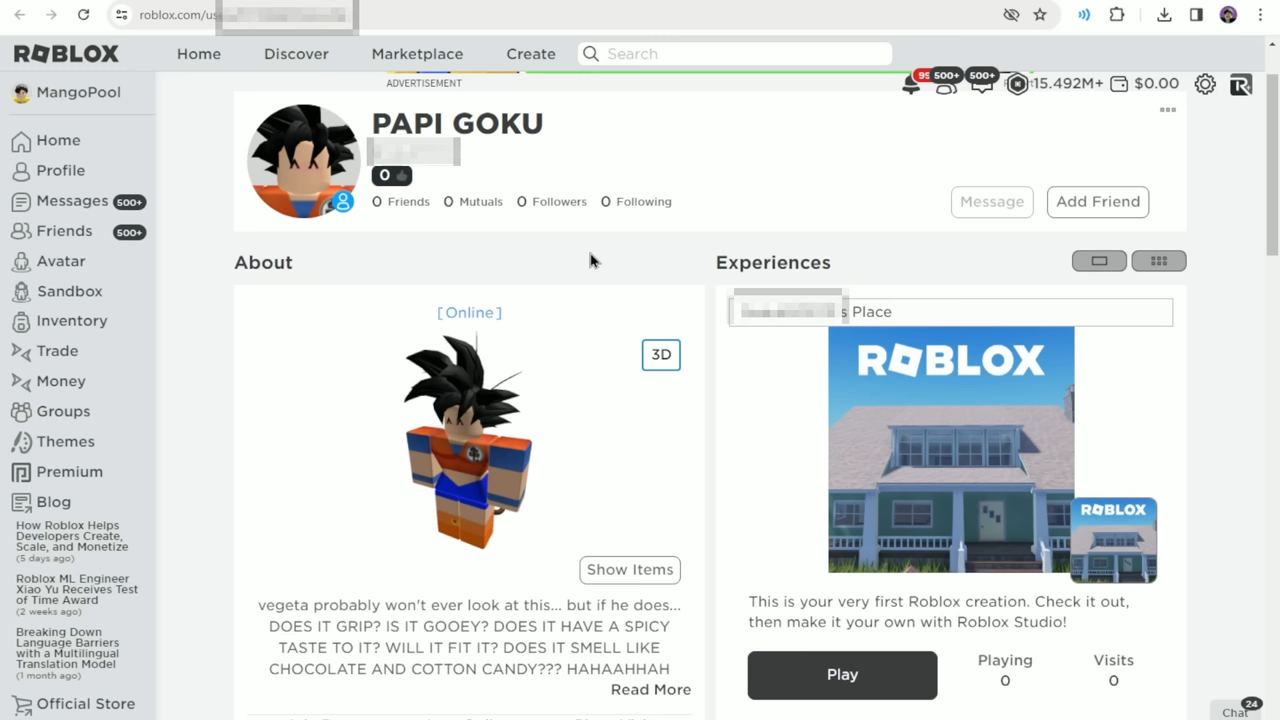 roblox.com/us
ROBLOX
Home
Discover
Marketplace
Create
Search
ADVERTISEMENT
500+
500+
15.492M+
$0.00
MangoPool
Home
Profile
Messages 500+
Friends 500+
Avatar
Sandbox
Inventory
Trade
Money
Groups
Themes
Premium
Blog
How Roblox Helps
Developers Create,
Scale, and Monetize
(5 days ago)
Roblox ML Engineer
Xiao Yu Receives Test
of Time Award
(2 weeks ago)
Breaking Down
Language Barriers
with a Multilingual
Translation Model
(1 month ago)
Official Store
PAPI GOKU
0
0 Friends 0 Mutuals 0 Followers 0 Following
Message
Add Friend
About
[Online]
3D
Show Items
vegeta probably won't ever look at this... but if he does...
DOES IT GRIP? IS IT GOOEY? DOES IT HAVE A SPICY
TASTE TO IT? WILL IT FIT IT? DOES IT SMELL LIKE
CHOCOLATE AND COTTON CANDY??? HAHAAHHAH
Read More
Experiences
s Place
ROBLOX
ROBLOX
This is your very first Roblox creation. Check it out,
then make it your own with Roblox Studio!
Play
Playing
0
Visits
0
Chat
24